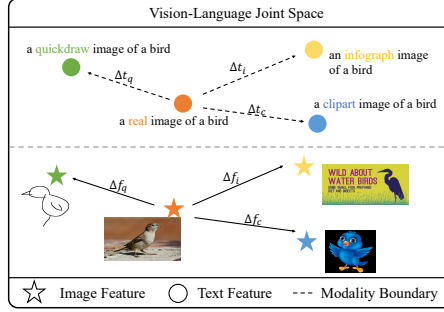 Vision-Language Joint Space
a quickdraw image of a bird
an infograph image
of a bird
Δt_q
Δt_i
Δt_c
a clipart image of a bird
a real image of a bird
Δf_q
Δf_i
Δf_c
WILD ABOUT
WATER BIRDS
Image Feature
Text Feature
Modality Boundary